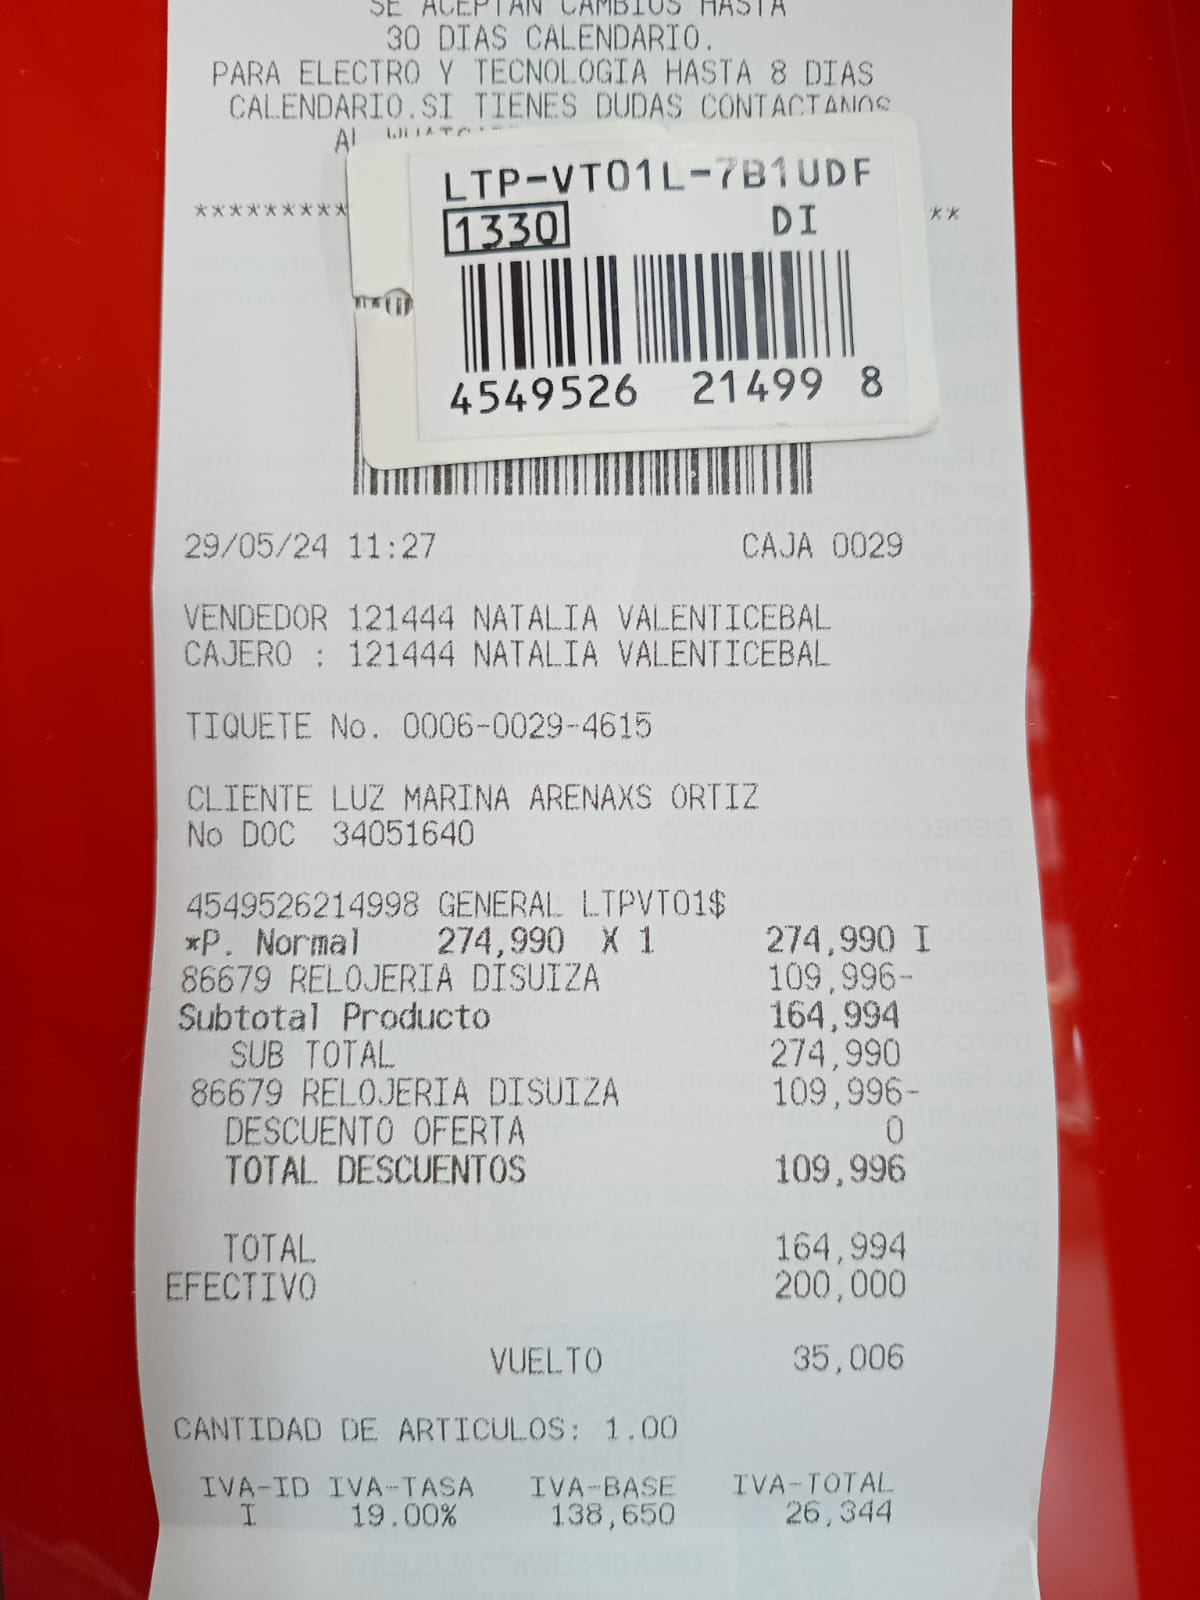 SE ACEPTAN CAMBIOS HASTA
30 DIAS CALENDARIO.
PARA ELECTRO Y TECNOLOGIA HASTA 8 DIAS
CALENDARIO.SI TIENES DUDAS CONTACTANOS
AL
LTP-VT01L-7B1UDF
1330 DI
*********** **
4549526 21499 8
29/05/24 11:27 CAJA 0029
VENDEDOR 121444 NATALIA VALENTICEBAL
CAJERO : 121444 NATALIA VALENTICEBAL
TIQUETE No. 0006-0029-4615
CLIENTE LUZ MARINA ARENAXS ORTIZ
No DOC 34051640
4549526214998 GENERAL LTPVT01$
*P. Normal 274,990 X 1 274,990 I
86679 RELOJERIA DISUIZA 109,996-
Subtotal Producto 164,994
SUB TOTAL 274,990
86679 RELOJERIA DISUIZA 109,996-
DESCUENTO OFERTA 0
TOTAL DESCUENTOS 109,996
TOTAL 164,994
EFECTIVO 200,000
VUELTO 35,006
CANTIDAD DE ARTICULOS: 1.00
IVA-ID IVA-TASA IVA-BASE IVA-TOTAL
I 19.00% 138,650 26,344